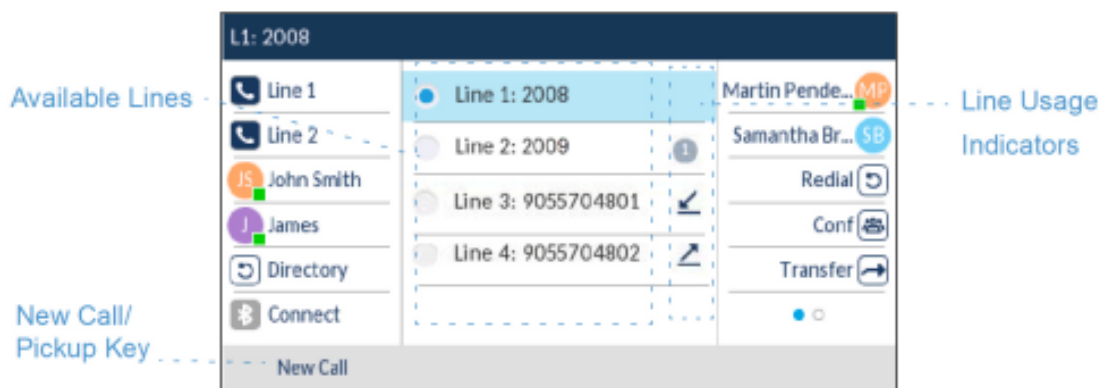 L1: 2008
Available Lines
Line 1
Line 2
JS John Smith
J James
Directory
Connect
New Call/
Pickup Key
New Call
Line 1: 2008
Line 2: 2009
1
Line 3: 9055704801
Line 4: 9055704802
Martin Pende... MP
Samantha Br... SB
Redial
Conf
Transfer
Line Usage
Indicators